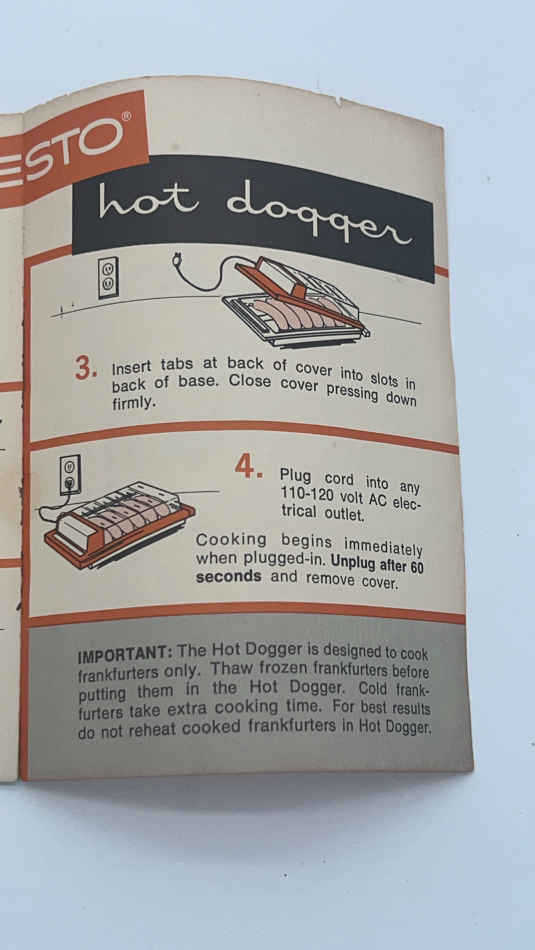 ESTO®
hot dogger
3. Insert tabs at back of cover into slots in
back of base. Close cover pressing down
firmly.
4. Plug cord into any
110-120 volt AC elec-
trical outlet.
Cooking begins immediately
when plugged-in. Unplug after 60
seconds and remove cover.
IMPORTANT: The Hot Dogger is designed to cook
frankfurters only. Thaw frozen frankfurters before
putting them in the Hot Dogger. Cold frank-
furters take extra cooking time. For best results
do not reheat cooked frankfurters in Hot Dogger.